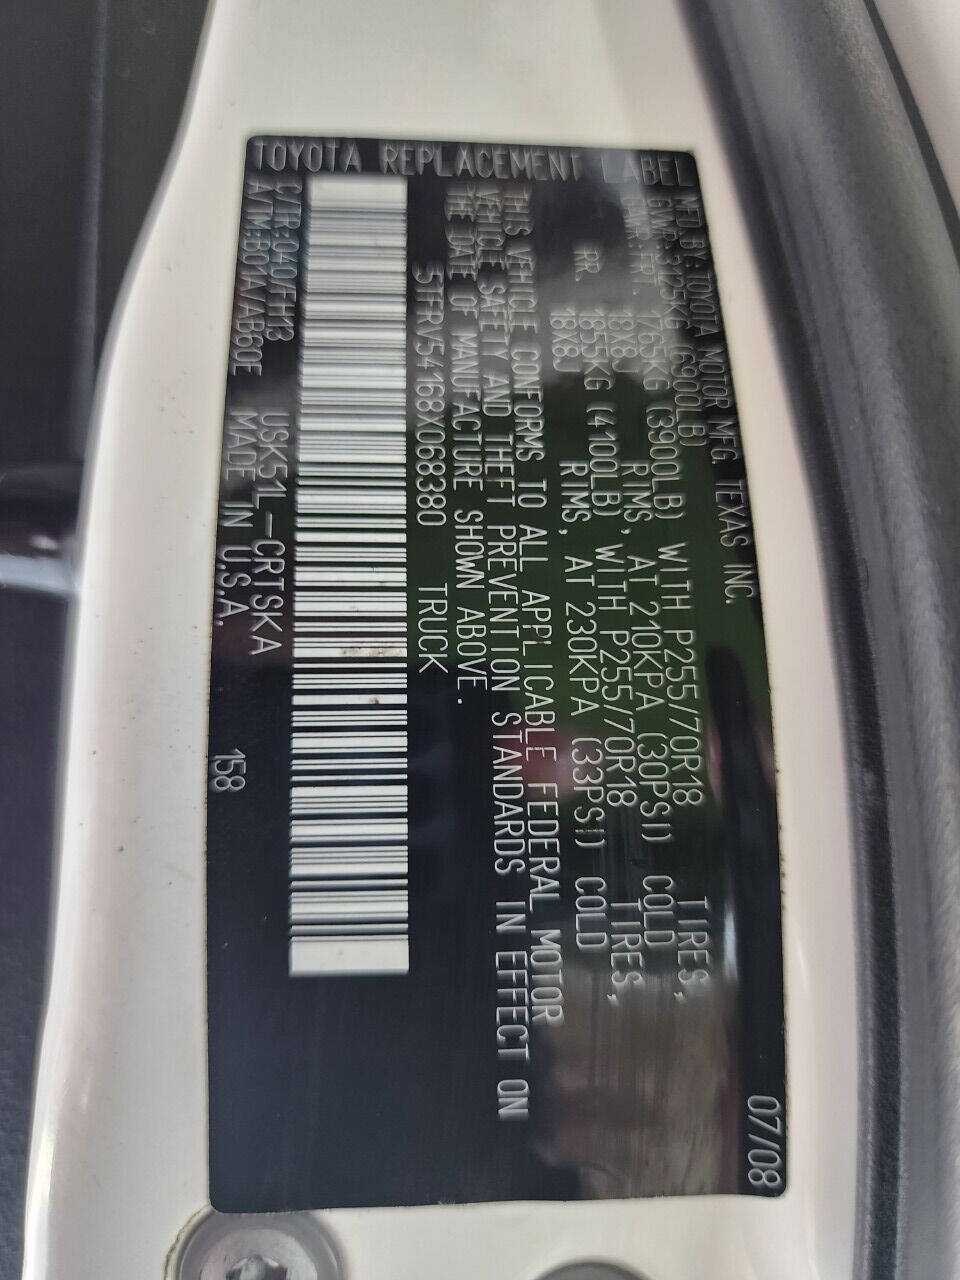 TOYOTA REPLACEMENT LABEL
MFD BY: TOYOTA MOTOR MFG. TEXAS INC. 07/08
GVWR: 3125KG (6900LB)
GAWR: FRT. 1765KG (3900LB) WITH P255/70R18 TIRES,
18X8J RIMS, AT 210KPA (30PSI) COLD
RR. 1855KG (4100LB) WITH P255/70R18 TIRES,
18X8J RIMS, AT 230KPA (33PSI) COLD
THIS VEHICLE CONFORMS TO ALL APPLICABLE FEDERAL MOTOR
VEHICLE SAFETY AND THEFT PREVENTION STANDARDS IN EFFECT ON
THE DATE OF MANUFACTURE SHOWN ABOVE.
5TFRV54168X068380 TRUCK
C/TR:040/FH13 USK51L-CRTSKA
A/TM:B01A/AB60E MADE IN U.S.A. 158